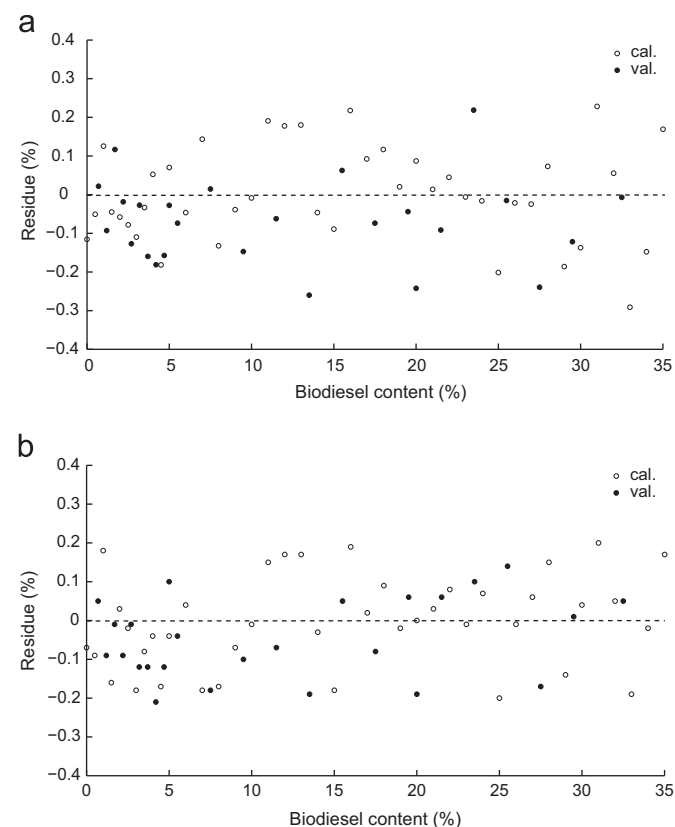 a
0.4
0.3
0.2
0.1
0
−0.1
−0.2
−0.3
−0.4
Residue (%)
cal.
val.
0 5 10 15 20 25 30 35
Biodiesel content (%)
b
0.4
0.3
0.2
0.1
0
−0.1
−0.2
−0.3
−0.4
Residue (%)
cal.
val.
0 5 10 15 20 25 30 35
Biodiesel content (%)